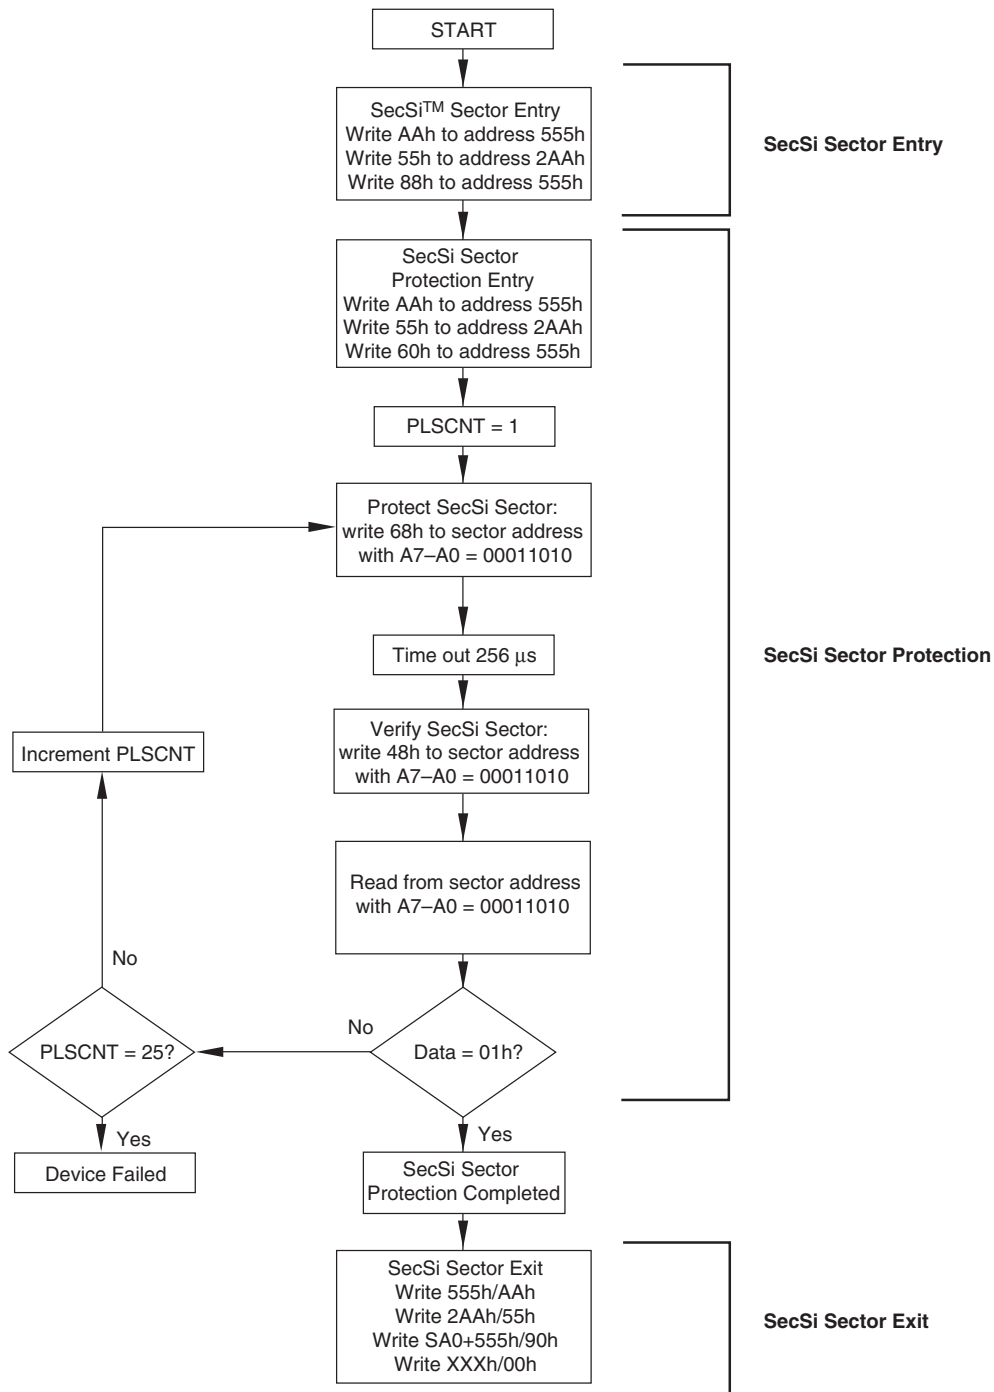 START
SecSi™ Sector Entry
Write AAh to address 555h
Write 55h to address 2AAh
Write 88h to address 555h
SecSi Sector Entry
SecSi Sector
Protection Entry
Write AAh to address 555h
Write 55h to address 2AAh
Write 60h to address 555h
PLSCNT = 1
Protect SecSi Sector:
write 68h to sector address
with A7–A0 = 00011010
Time out 256 µs
SecSi Sector Protection
Verify SecSi Sector:
write 48h to sector address
with A7–A0 = 00011010
Increment PLSCNT
Read from sector address
with A7–A0 = 00011010
No
No
PLSCNT = 25?
Data = 01h?
Yes
Yes
Device Failed
SecSi Sector
Protection Completed
SecSi Sector Exit
Write 555h/AAh
Write 2AAh/55h
Write SA0+555h/90h
Write XXXh/00h
SecSi Sector Exit